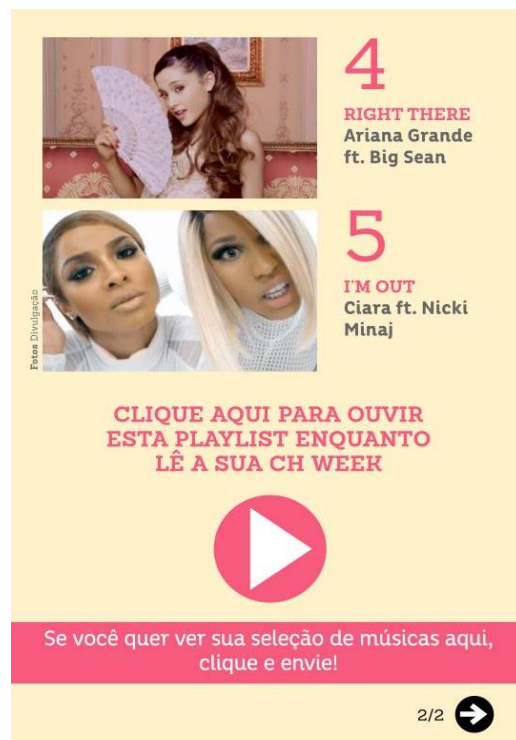 4
RIGHT THERE
Ariana Grande
ft. Big Sean
5
I'M OUT
Ciara ft. Nicki
Minaj
Fotos Divulgação
CLIQUE AQUI PARA OUVIR
ESTA PLAYLIST ENQUANTO
LÊ A SUA CH WEEK
Se você quer ver sua seleção de músicas aqui,
clique e envie!
2/2